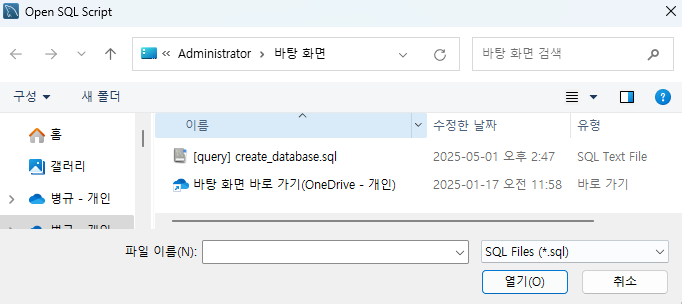 Open SQL Script
« Administrator > 바탕 화면
바탕 화면 검색
구성
새 폴더
이름
수정한 날짜
유형
홈
[query] create_database.sql
2025-05-01 오후 2:47
SQL Text File
갤러리
바탕 화면 바로 가기(OneDrive - 개인)
2025-01-17 오전 11:58
바로 가기
병규 - 개인
파일 이름(N):
SQL Files (*.sql)
열기(O)
취소